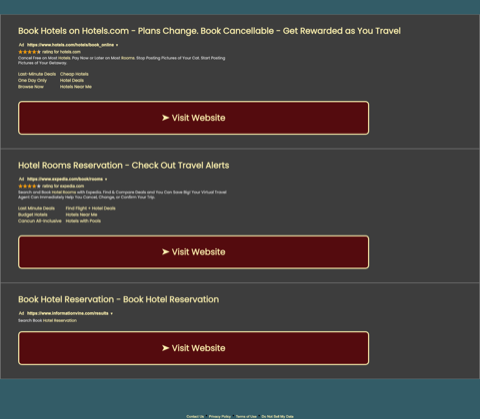 Book Hotels on Hotels.com - Plans Change. Book Cancellable - Get Rewarded as You Travel
Ad https://www.hotels.com/hotels/book_online
rating for hotels.com
Cancel Free on Most Hotels. Pay Now or Later on Most Rooms. Stop Posting Pictures of Your Cat. Start Posting
Pictures of Your Getaway.
Last-Minute Deals Cheap Hotels
One Day Only Hotel Deals
Browse Now Hotels Near Me
➤ Visit Website
Hotel Rooms Reservation - Check Out Travel Alerts
Ad https://www.expedia.com/book/rooms
rating for expedia.com
Search and Book Hotel Rooms with Expedia. Find & Compare Deals and You Can Save Big! Your Virtual Travel
Agent Can Immediately Help You Cancel, Change, or Confirm Your Trip.
Last Minute Deals Find Flight + Hotel Deals
Budget Hotels Hotels Near Me
Cancun All-Inclusive Hotels with Pools
➤ Visit Website
Book Hotel Reservation - Book Hotel Reservation
Ad https://www.informationvine.com/results
Search Book Hotel Reservation
➤ Visit Website
Contact Us Privacy Policy Terms of Use Do Not Sell My Data